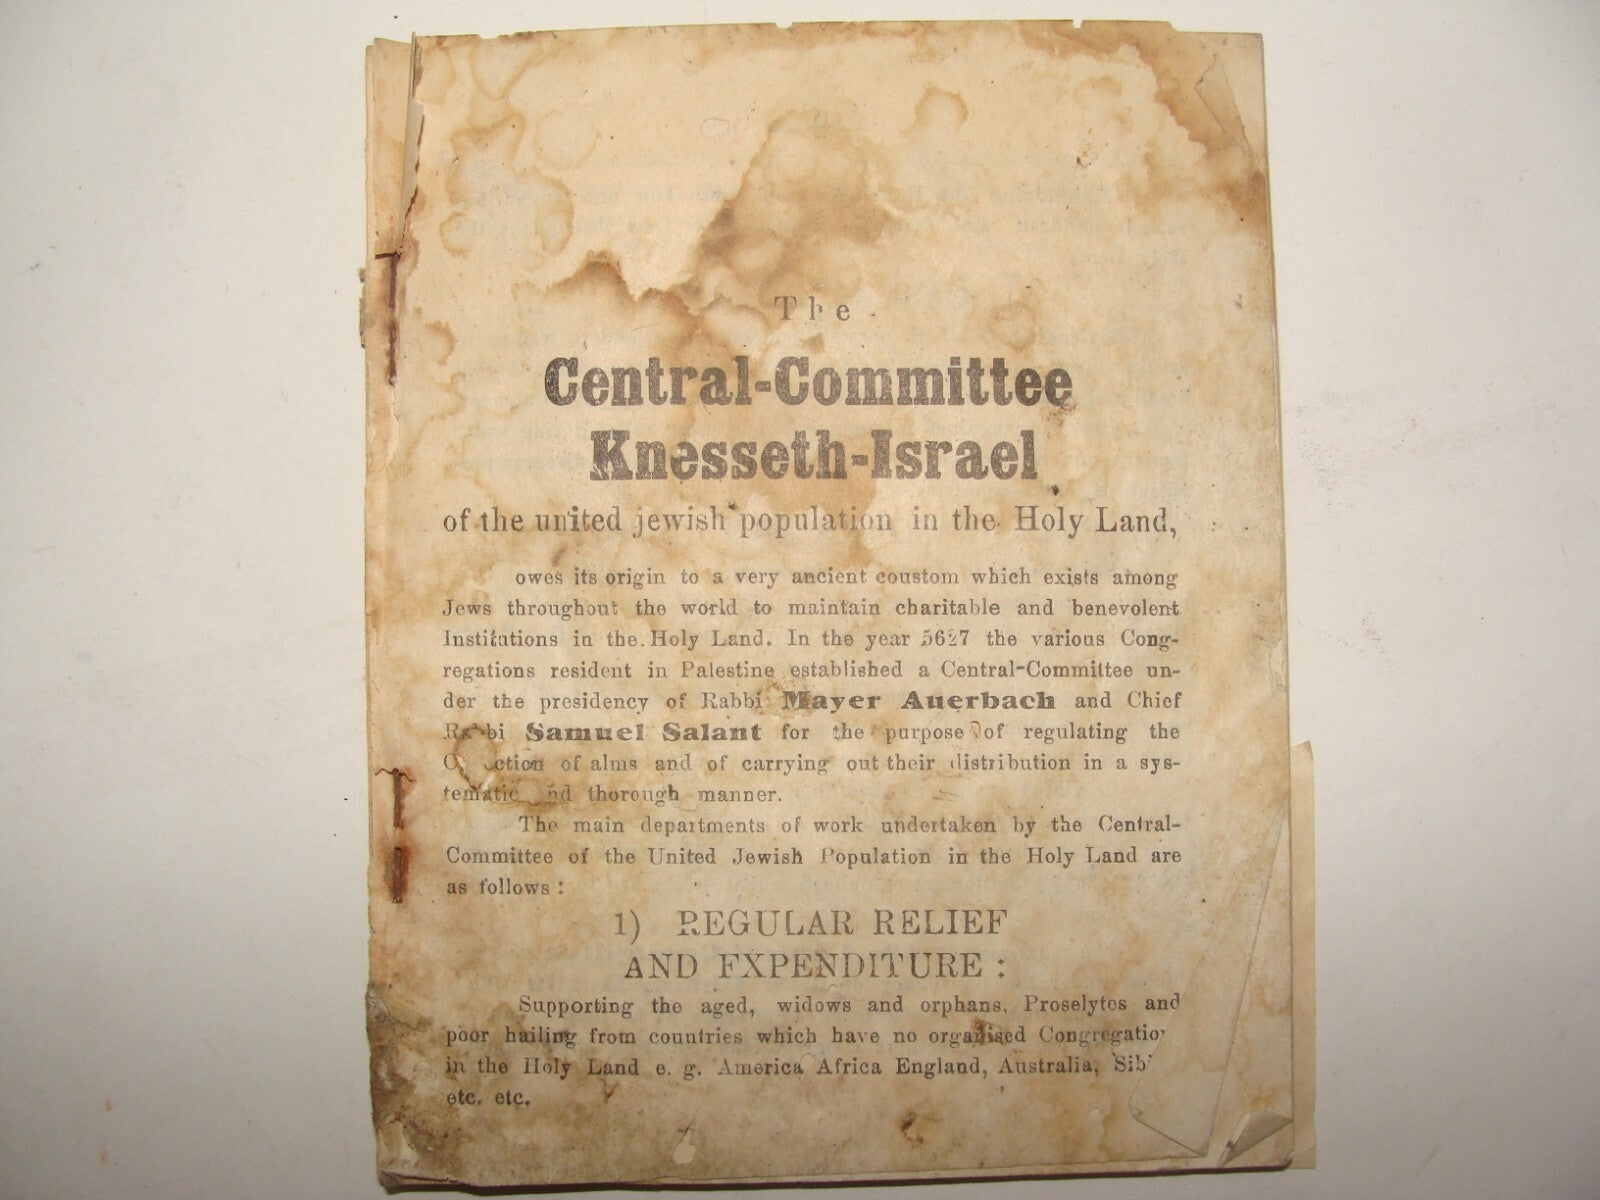 The
Central-Committee
Knesseth-Israel
of the united jewish population in the Holy Land,
owes its origin to a very ancient coustom which exists among
Jews throughout the world to maintain charitable and benevolent
Institutions in the Holy Land. In the year 5627 the various Cong-
regations resident in Palestine established a Central-Committee un-
der the presidency of Rabbi Mayer Auerbach and Chief
Rabbi Samuel Salant for the purpose of regulating the
of alms and of carrying out their distribution in a sys-
tematic and thorough manner.
The main departments of work undertaken by the Central-
Committee of the United Jewish Population in the Holy Land are
as follows :
1) REGULAR RELIEF
AND EXPENDITURE :
Supporting the aged, widows and orphans, Proselytes and
poor hailing from countries which have no organised
in the Holy Land e. g. America Africa England, Australia,
etc. etc.